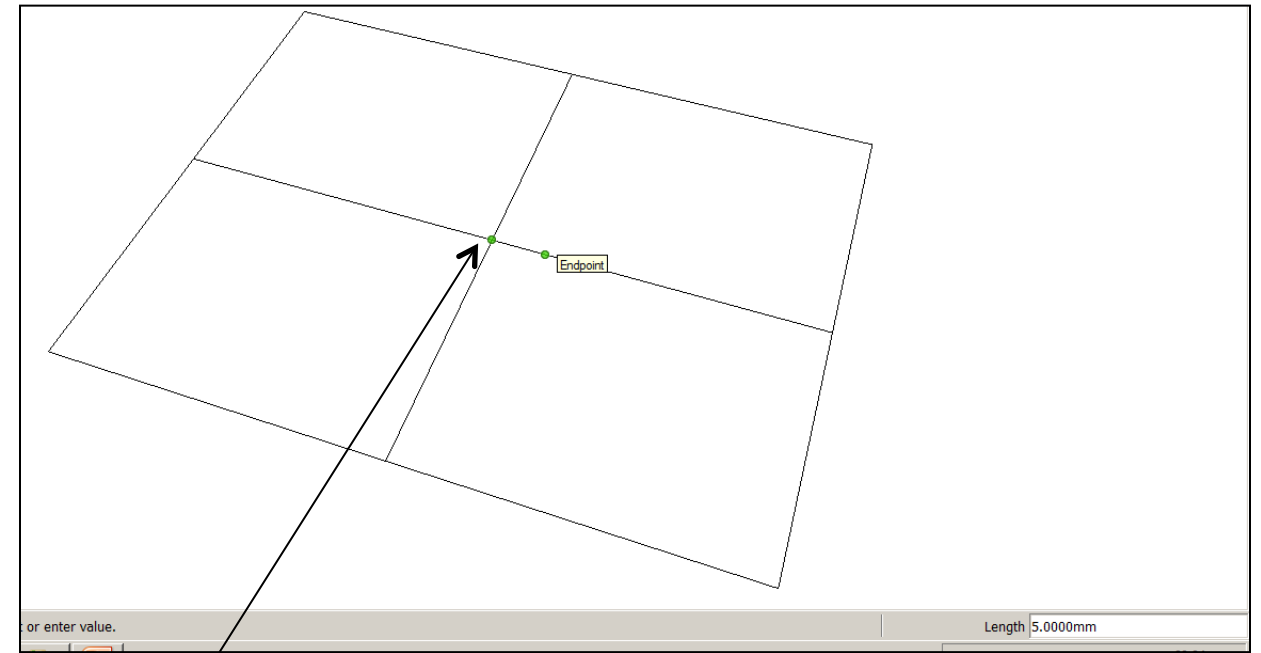 Endpoint
or enter value.
Length 5.0000mm